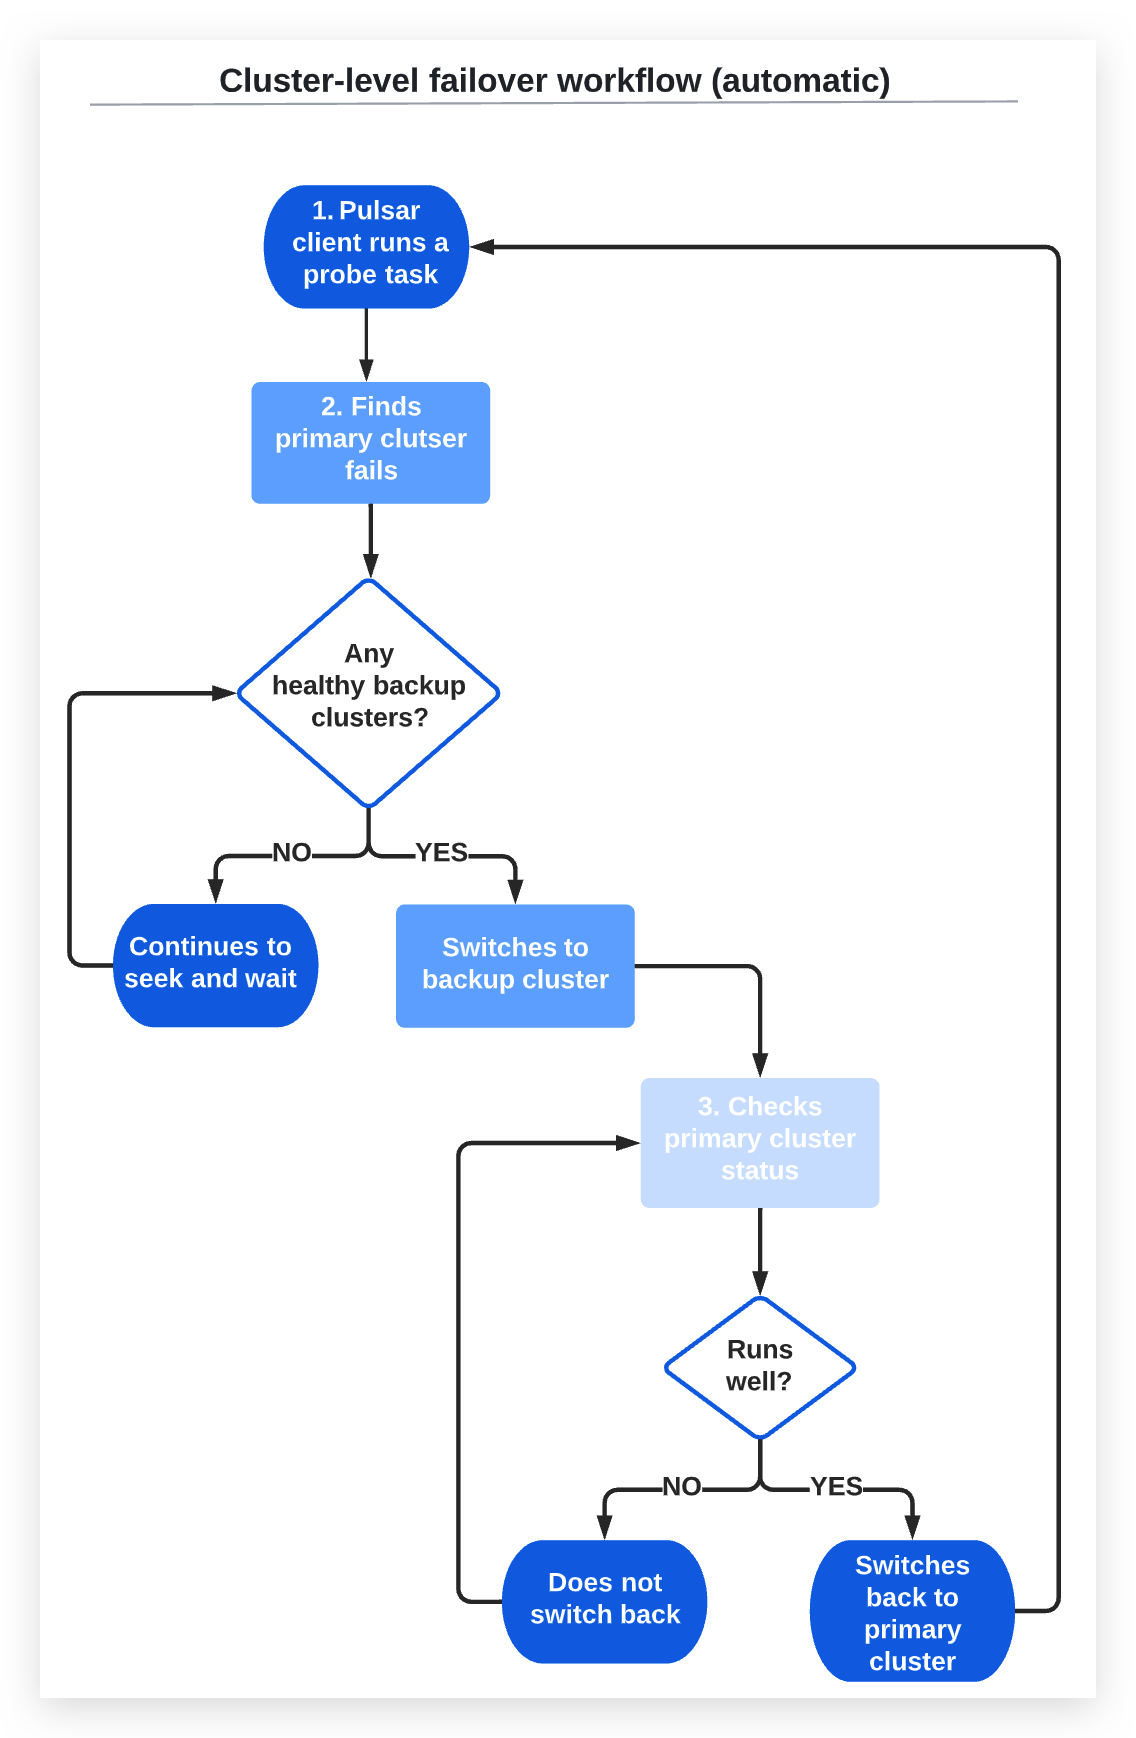 Cluster-level failover workflow (automatic)
1. Pulsar
client runs a
probe task
2. Finds
primary clutser
fails
Any
healthy backup
clusters?
NO
YES
Continues to
seek and wait
Switches to
backup cluster
3. Checks
primary cluster
status
Runs
well?
NO
YES
Does not
switch back
Switches
back to
primary
cluster